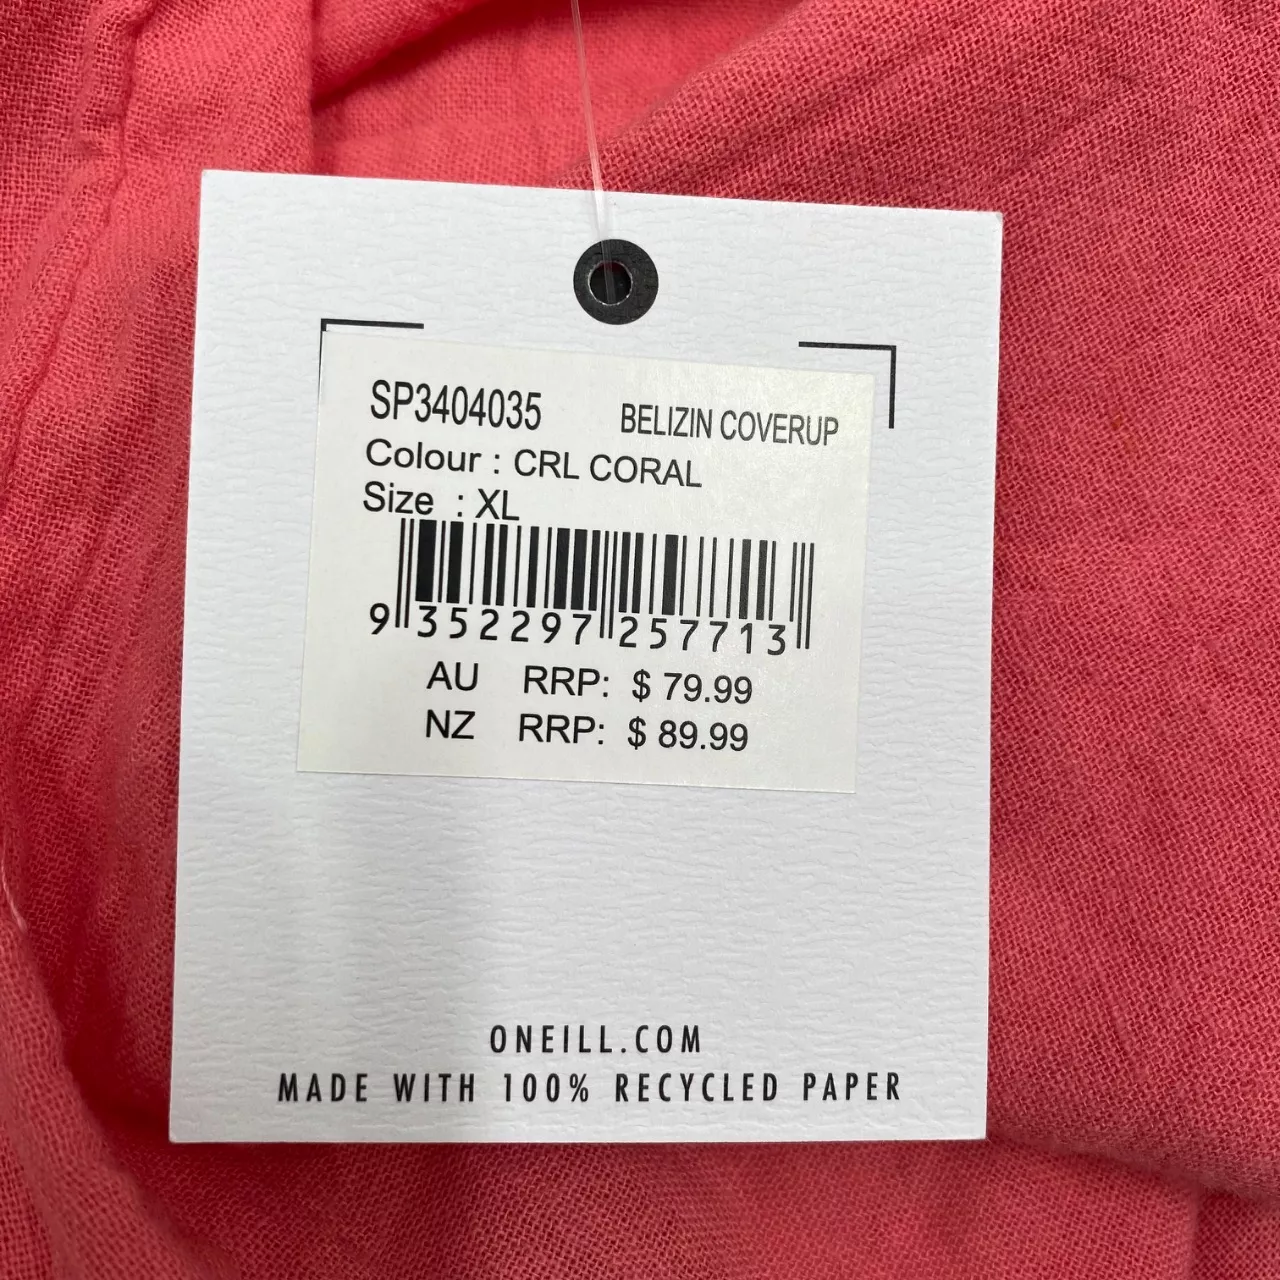 SP3404035 BELIZIN COVERUP
Colour : CRL CORAL
Size : XL
9 352297 257713
AU RRP: $ 79.99
NZ RRP: $ 89.99
ONEILL.COM
MADE WITH 100% RECYCLED PAPER